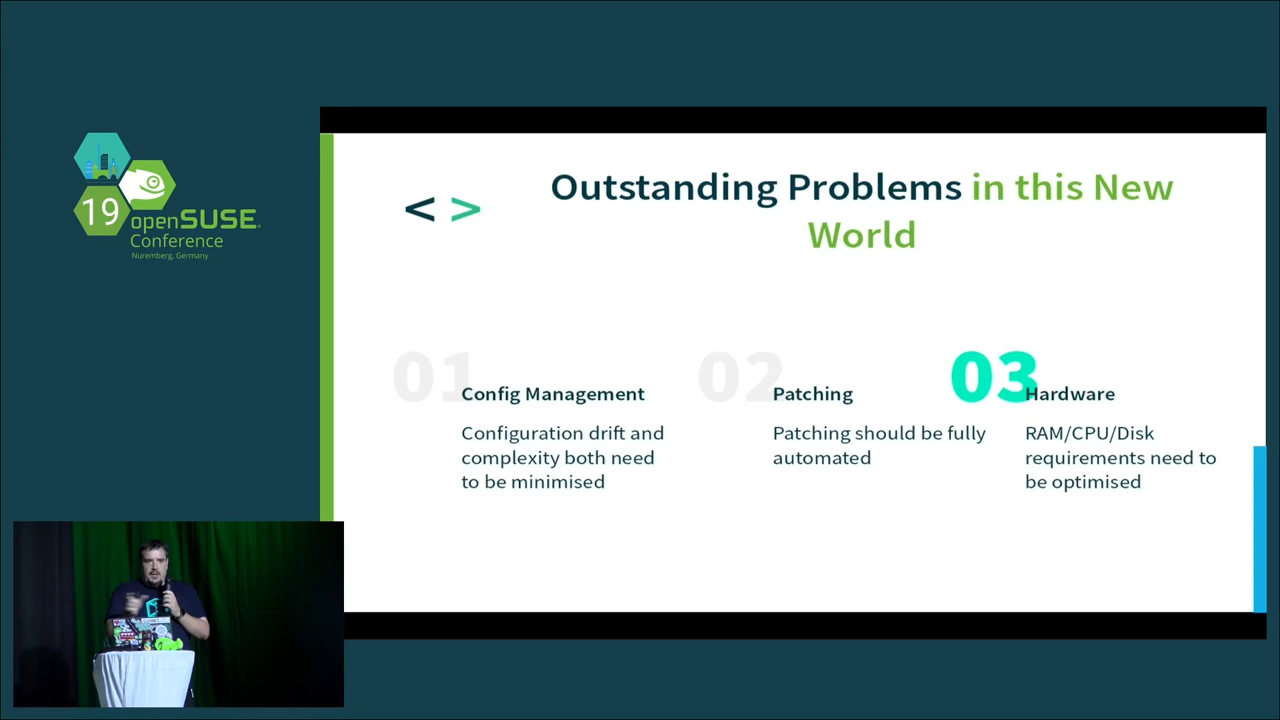 19
openSUSE
Conference
Nuremberg, Germany
< >
Outstanding Problems in this New
World
01
Config Management
Configuration drift and
complexity both need
to be minimised
02
Patching
Patching should be fully
automated
03
Hardware
RAM/CPU/Disk
requirements need to
be optimised